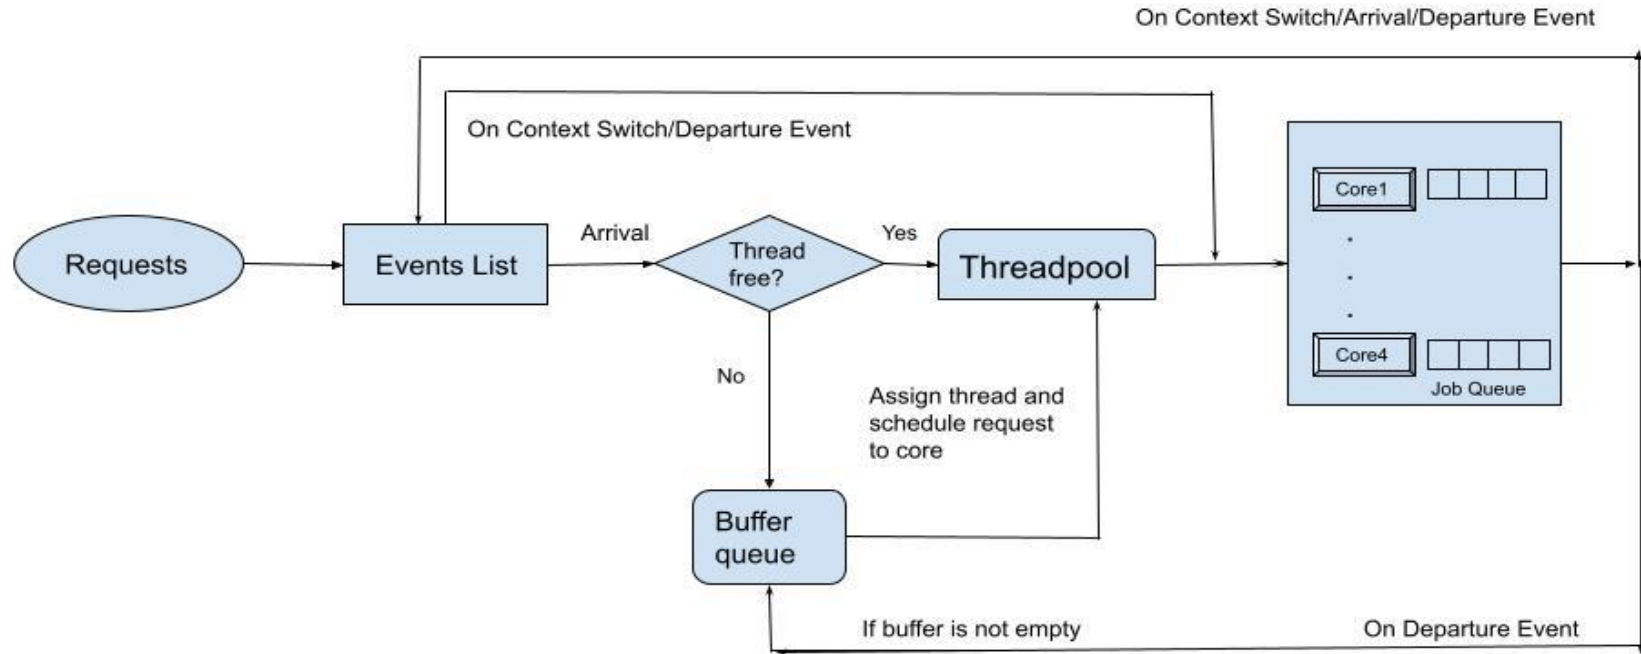 On Context Switch/Arrival/Departure Event
On Context Switch/Departure Event
Core1
Requests
Events List
Arrival
Thread
free?
Yes
Threadpool
Core4
Job Queue
No
Assign thread and
schedule request
to core
Buffer
queue
If buffer is not empty
On Departure Event